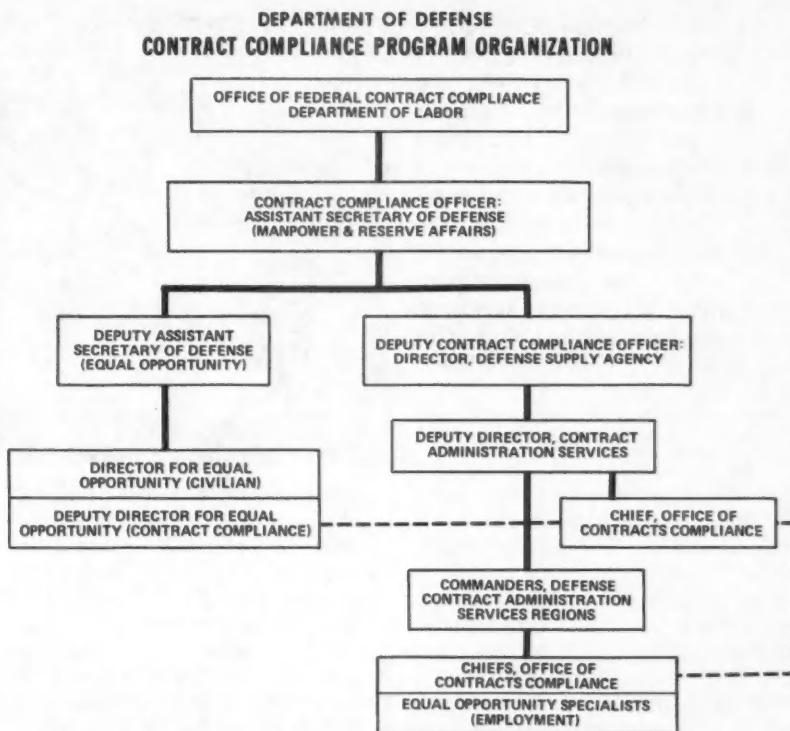 DEPARTMENT OF DEFENSE
CONTRACT COMPLIANCE PROGRAM ORGANIZATION
OFFICE OF FEDERAL CONTRACT COMPLIANCE
DEPARTMENT OF LABOR
CONTRACT COMPLIANCE OFFICER:
ASSISTANT SECRETARY OF DEFENSE
(MANPOWER & RESERVE AFFAIRS)
DEPUTY ASSISTANT
SECRETARY OF DEFENSE
(EQUAL OPPORTUNITY)
DEPUTY CONTRACT COMPLIANCE OFFICER:
DIRECTOR, DEFENSE SUPPLY AGENCY
DIRECTOR FOR EQUAL
OPPORTUNITY (CIVILIAN)
DEPUTY DIRECTOR FOR EQUAL
OPPORTUNITY (CONTRACT COMPLIANCE)
DEPUTY DIRECTOR, CONTRACT
ADMINISTRATION SERVICES
CHIEF, OFFICE OF
CONTRACTS COMPLIANCE
COMMANDERS, DEFENSE
CONTRACT ADMINISTRATION
SERVICES REGIONS
CHIEFS, OFFICE OF
CONTRACTS COMPLIANCE
EQUAL OPPORTUNITY SPECIALISTS
(EMPLOYMENT)